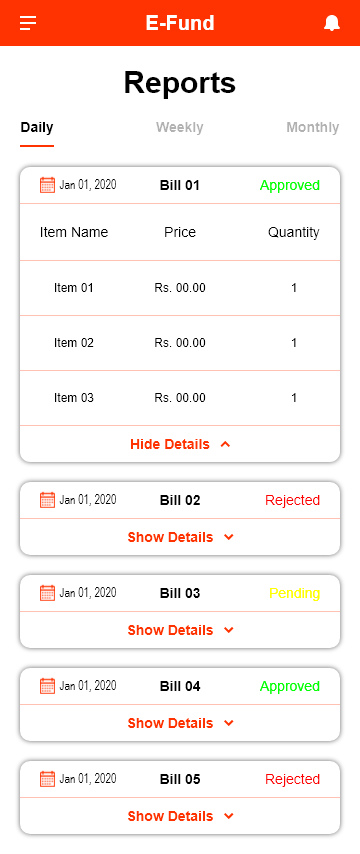 E-Fund
Reports
Daily Weekly Monthly
Jan 01, 2020 Bill 01 Approved
Item Name Price Quantity
Item 01 Rs. 00.00 1
Item 02 Rs. 00.00 1
Item 03 Rs. 00.00 1
Hide Details
Jan 01, 2020 Bill 02 Rejected
Show Details
Jan 01, 2020 Bill 03 Pending
Show Details
Jan 01, 2020 Bill 04 Approved
Show Details
Jan 01, 2020 Bill 05 Rejected
Show Details